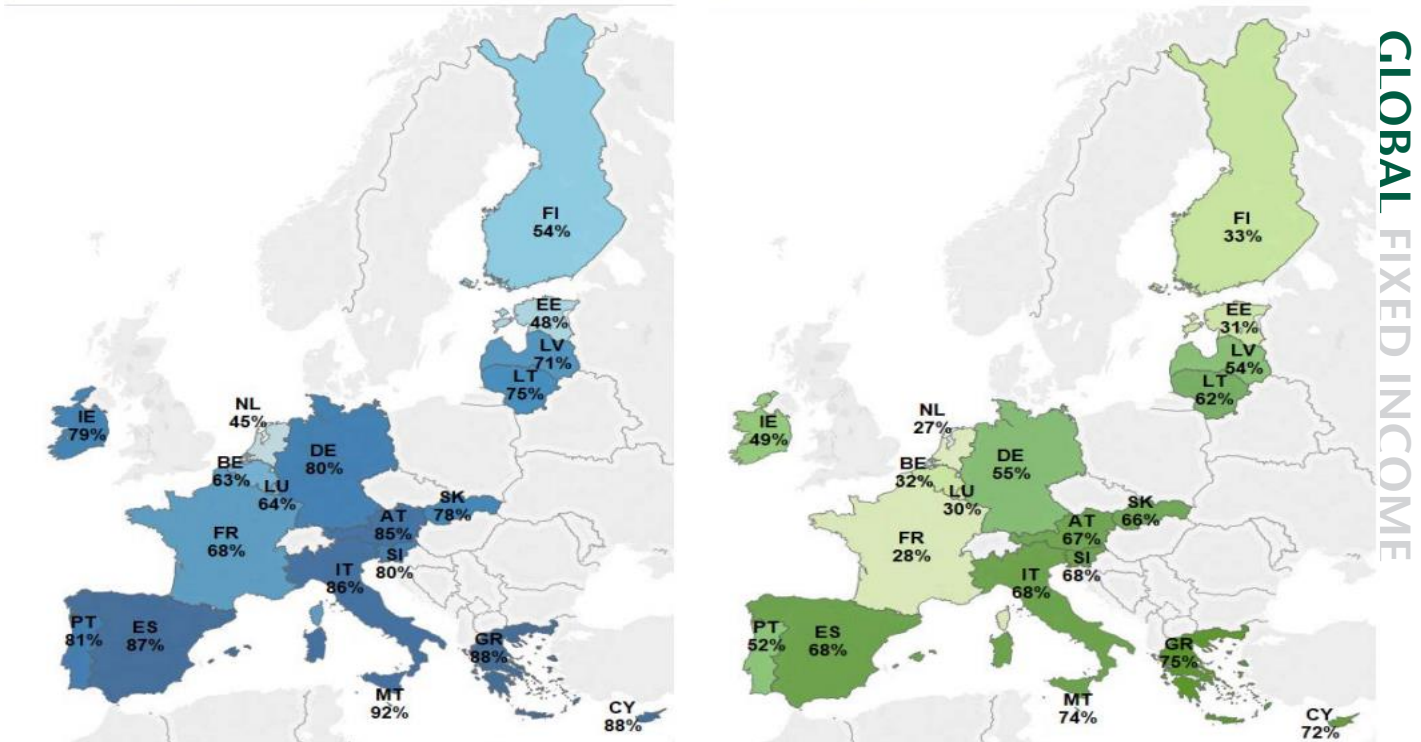 FI
54%
EE
48%
LV
71%
LT
75%
IE
79%
NL
45%
DE
80%
BE
63%
LU
64%
SK
78%
AT
85%
FR
68%
SI
80%
IT
86%
PT
81%
ES
87%
GR
88%
MT
92%
CY
88%
FI
33%
EE
31%
LV
54%
LT
62%
IE
49%
NL
27%
DE
55%
BE
32%
LU
30%
SK
66%
AT
67%
FR
28%
SI
68%
IT
68%
PT
52%
ES
68%
GR
75%
MT
74%
CY
72%
GLOBAL FIXED INCOME